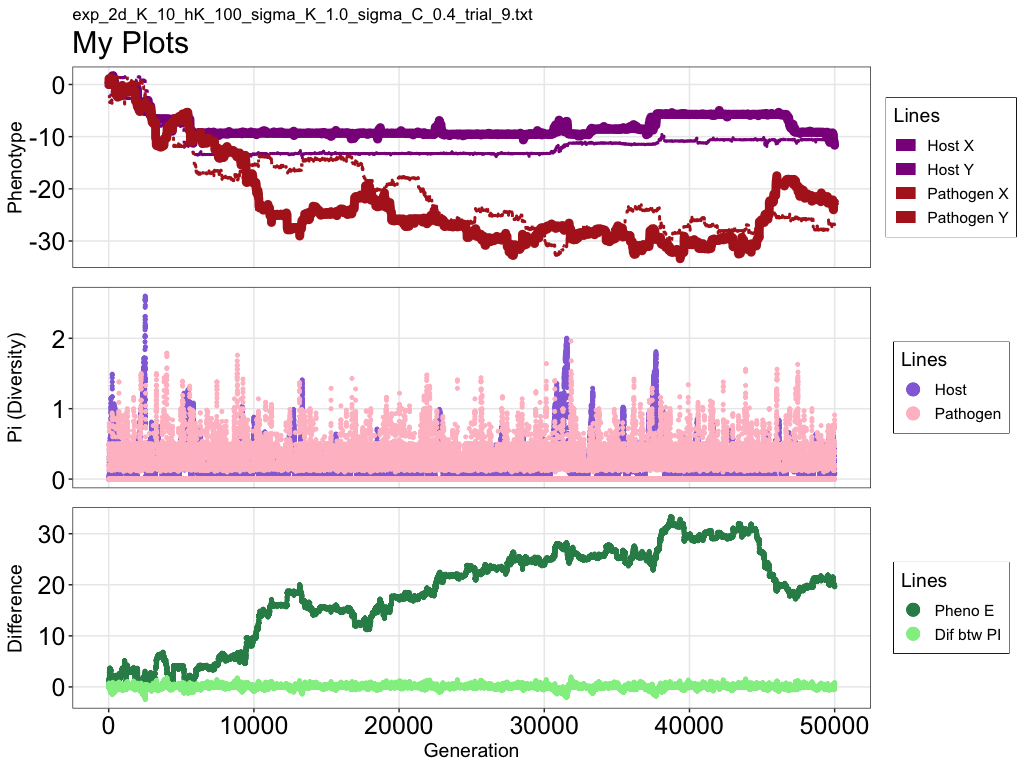 exp_2d_K_10_hK_100_sigma_K_1.0_sigma_C_0.4_trial_9.txt
My Plots
Phenotype
0
-10
-20
-30
Lines
Host X
Host Y
Pathogen X
Pathogen Y
Pi (Diversity)
2
1
0
Lines
Host
Pathogen
Difference
30
20
10
0
Lines
Pheno E
Dif btw PI
0 10000 20000 30000 40000 50000
Generation